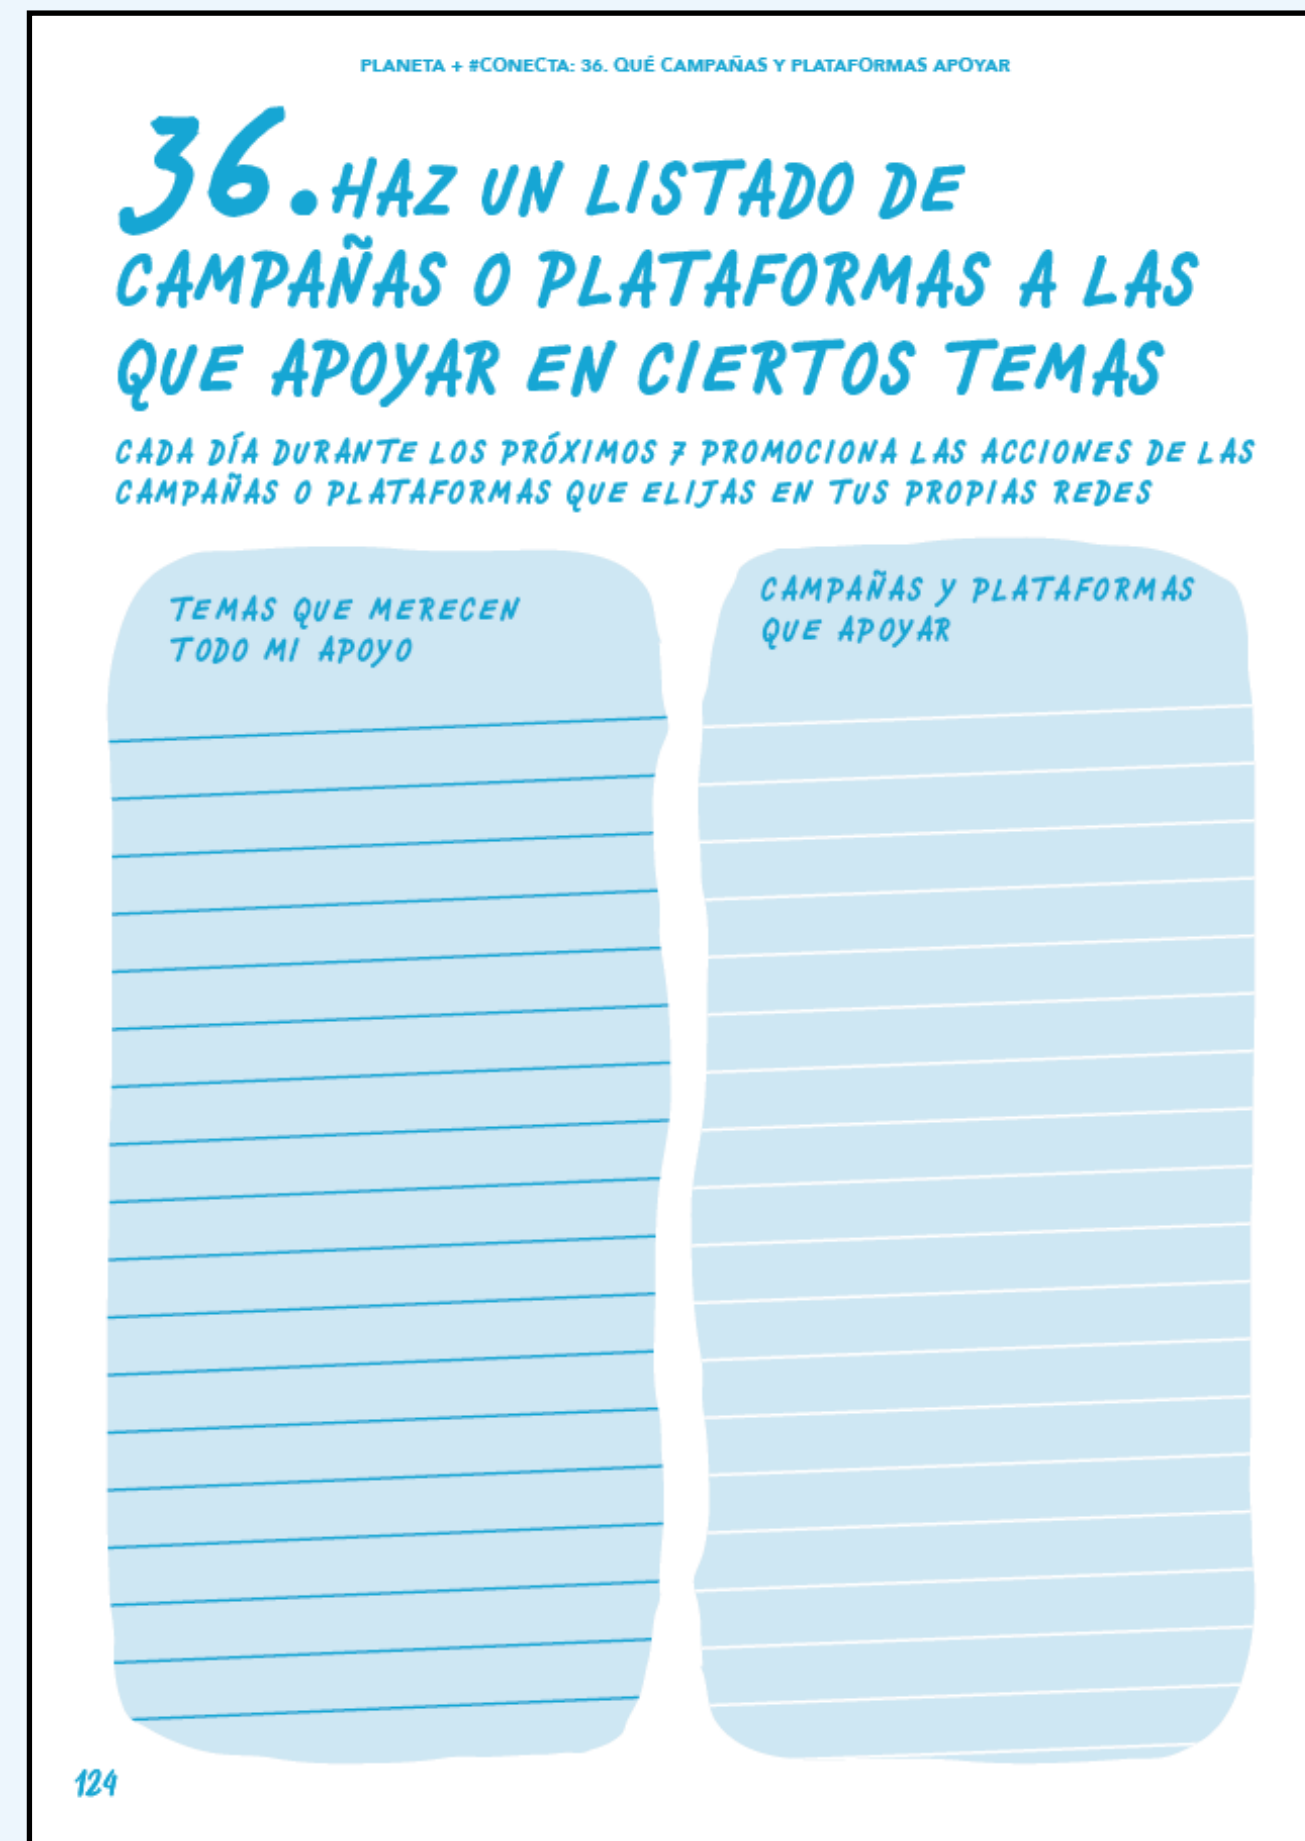 PLANETA + #CONECTA: 36. QUÉ CAMPAÑAS Y PLATAFORMAS APOYAR
36. HAZ UN LISTADO DE
CAMPAÑAS O PLATAFORMAS A LAS
QUE APOYAR EN CIERTOS TEMAS
CADA DÍA DURANTE LOS PRÓXIMOS 7 PROMOCIONA LAS ACCIONES DE LAS
CAMPAÑAS O PLATAFORMAS QUE ELIJAS EN TUS PROPIAS REDES
TEMAS QUE MERECEN
TODO MI APOYO
CAMPAÑAS Y PLATAFORMAS
QUE APOYAR
124